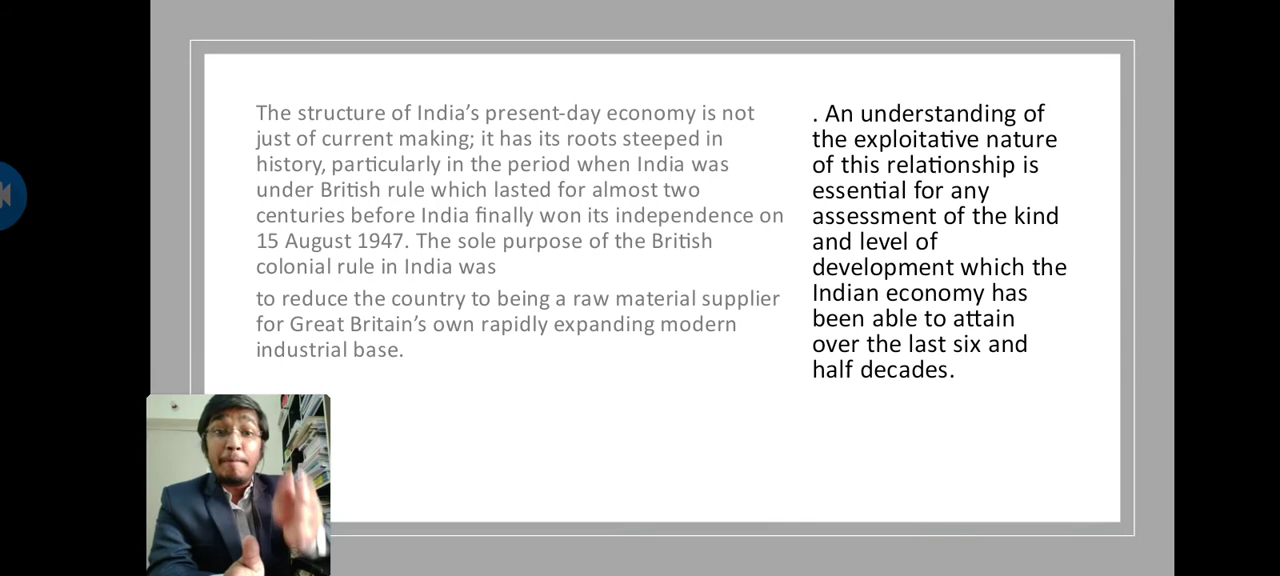 The structure of India’s present-day economy is not
just of current making; it has its roots steeped in
history, particularly in the period when India was
under British rule which lasted for almost two
centuries before India finally won its independence on
15 August 1947. The sole purpose of the British
colonial rule in India was
to reduce the country to being a raw material supplier
for Great Britain’s own rapidly expanding modern
industrial base.
. An understanding of
the exploitative nature
of this relationship is
essential for any
assessment of the kind
and level of
development which the
Indian economy has
been able to attain
over the last six and
half decades.